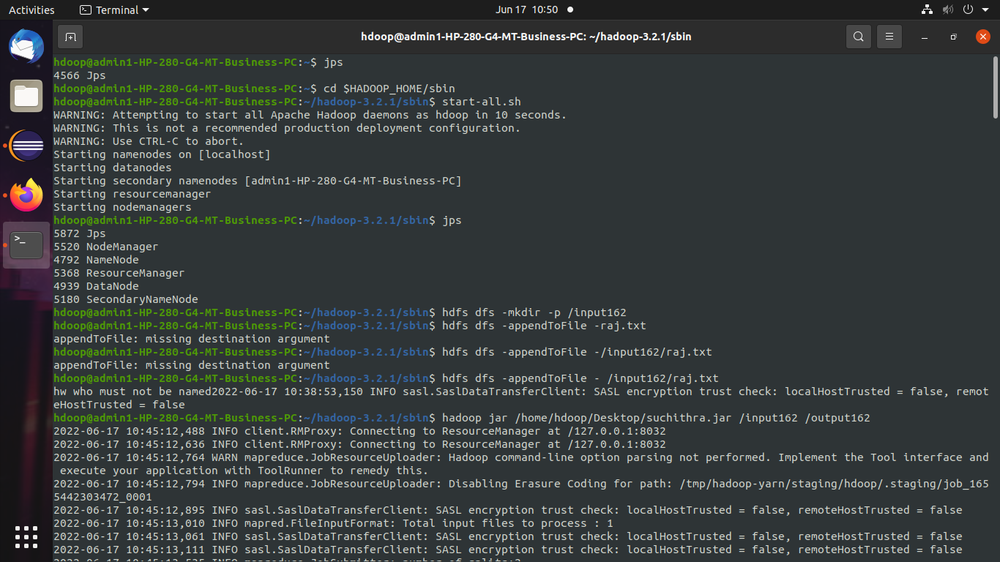 Activities
Terminal
Jun 17 10:50
hdoop@admin1-HP-280-G4-MT-Business-PC: ~/hadoop-3.2.1/sbin
hdoop@admin1-HP-280-G4-MT-Business-PC:~$ jps
4566 Jps
hdoop@admin1-HP-280-G4-MT-Business-PC:~$ cd $HADOOP_HOME/sbin
hdoop@admin1-HP-280-G4-MT-Business-PC:~/hadoop-3.2.1/sbin$ start-all.sh
WARNING: Attempting to start all Apache Hadoop daemons as hdoop in 10 seconds.
WARNING: This is not a recommended production deployment configuration.
WARNING: Use CTRL-C to abort.
Starting namenodes on [localhost]
Starting datanodes
Starting secondary namenodes [admin1-HP-280-G4-MT-Business-PC]
Starting resourcemanager
Starting nodemanagers
hdoop@admin1-HP-280-G4-MT-Business-PC:~/hadoop-3.2.1/sbin$ jps
5872 Jps
5520 NodeManager
4792 NameNode
5368 ResourceManager
4939 DataNode
5180 SecondaryNameNode
hdoop@admin1-HP-280-G4-MT-Business-PC:~/hadoop-3.2.1/sbin$ hdfs dfs -mkdir -p /input162
hdoop@admin1-HP-280-G4-MT-Business-PC:~/hadoop-3.2.1/sbin$ hdfs dfs -appendToFile -raj.txt
appendToFile: missing destination argument
hdoop@admin1-HP-280-G4-MT-Business-PC:~/hadoop-3.2.1/sbin$ hdfs dfs -appendToFile -/input162/raj.txt
appendToFile: missing destination argument
hdoop@admin1-HP-280-G4-MT-Business-PC:~/hadoop-3.2.1/sbin$ hdfs dfs -appendToFile - /input162/raj.txt
hw who must not be named2022-06-17 10:38:53,150 INFO sasl.SaslDataTransferClient: SASL encryption trust check: localHostTrusted = false, remot
eHostTrusted = false
hdoop@admin1-HP-280-G4-MT-Business-PC:~/hadoop-3.2.1/sbin$ hadoop jar /home/hdoop/Desktop/suchithra.jar /input162 /output162
2022-06-17 10:45:12,488 INFO client.RMProxy: Connecting to ResourceManager at /127.0.0.1:8032
2022-06-17 10:45:12,636 INFO client.RMProxy: Connecting to ResourceManager at /127.0.0.1:8032
2022-06-17 10:45:12,764 WARN mapreduce.JobResourceUploader: Hadoop command-line option parsing not performed. Implement the Tool interface and
 execute your application with ToolRunner to remedy this.
2022-06-17 10:45:12,794 INFO mapreduce.JobResourceUploader: Disabling Erasure Coding for path: /tmp/hadoop-yarn/staging/hdoop/.staging/job_165
5442303472_0001
2022-06-17 10:45:12,895 INFO sasl.SaslDataTransferClient: SASL encryption trust check: localHostTrusted = false, remoteHostTrusted = false
2022-06-17 10:45:13,010 INFO mapred.FileInputFormat: Total input files to process : 1
2022-06-17 10:45:13,061 INFO sasl.SaslDataTransferClient: SASL encryption trust check: localHostTrusted = false, remoteHostTrusted = false
2022-06-17 10:45:13,111 INFO sasl.SaslDataTransferClient: SASL encryption trust check: localHostTrusted = false, remoteHostTrusted = false